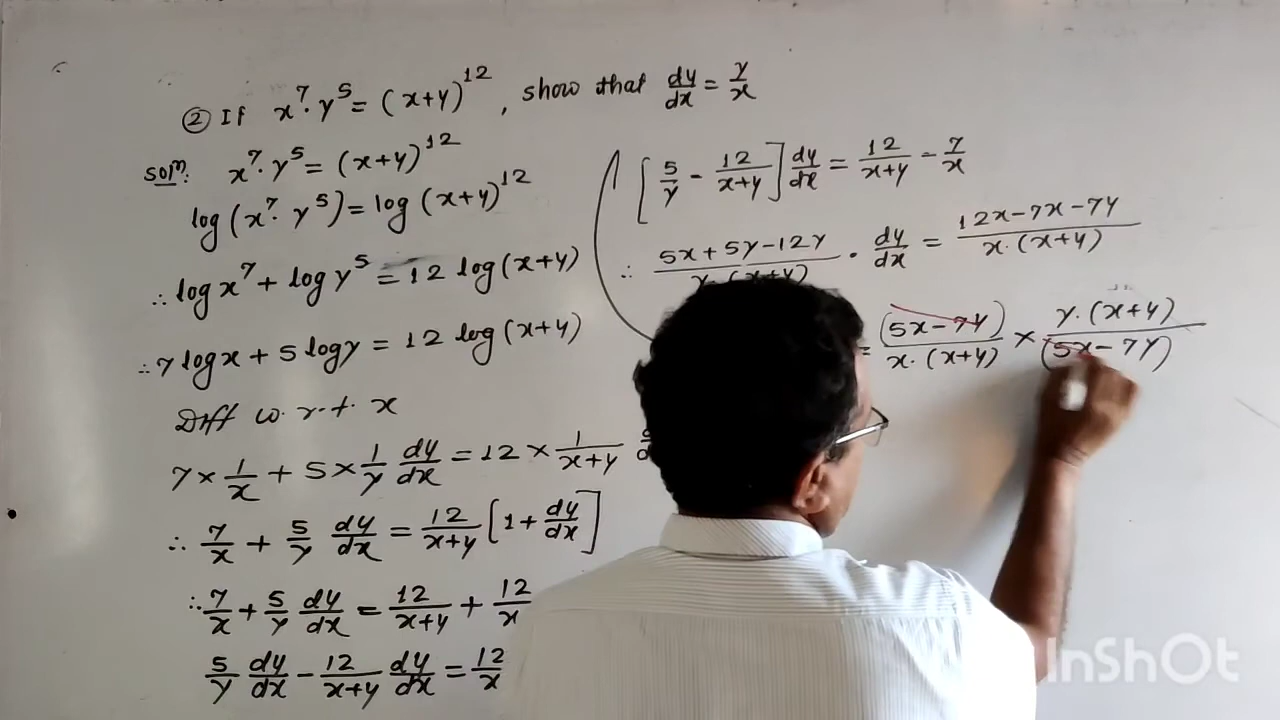 ② If x⁷·y⁵ = (x+y)¹², show that dy/dx = y/x
Solⁿ: x⁷·y⁵ = (x+y)¹²
log(x⁷·y⁵) = log(x+y)¹²
∴ log x⁷ + log y⁵ = 12 log(x+y)
∴ 7 log x + 5 log y = 12 log(x+y)
Diff w.r.t. x
7 × 1/x + 5 × 1/y dy/dx = 12 × 1/x+y
∴ 7/x + 5/y dy/dx = 12/x+y [1 + dy/dx]
∴ 7/x + 5/y dy/dx = 12/x+y + 12/x
5/y dy/dx - 12/x+y dy/dx = 12/x
[5/y - 12/x+y] dy/dx = 12/x+y - 7/x
∴ 5x+5y-12y/y·(x+y) · dy/dx = 12x-7x-7y/x·(x+y)
= (5x-7y)/x·(x+y) × y·(x+y)/(5x-7y)
InShOt